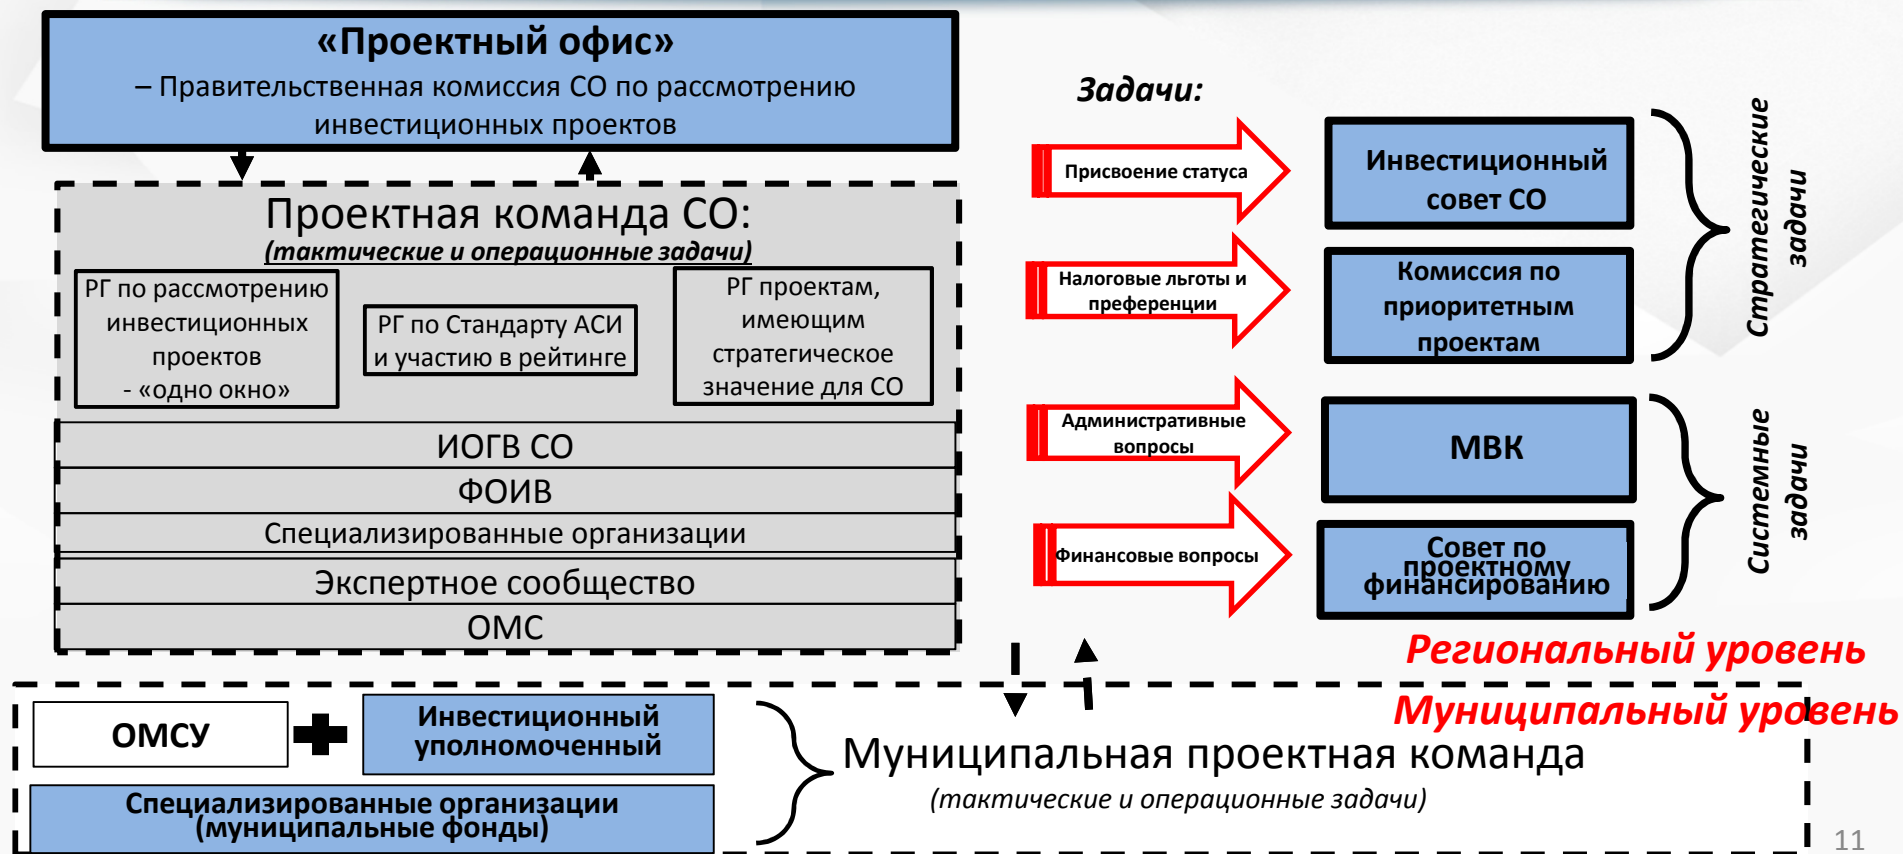 «Проектный офис»
– Правительственная комиссия СО по рассмотрению
инвестиционных проектов
Проектная команда СО:
(тактические и операционные задачи)
РГ по рассмотрению
инвестиционных
проектов
- «одно окно»
РГ по Стандарту АСИ
и участию в рейтинге
РГ проектам,
имеющим
стратегическое
значение для СО
ИОГВ СО
ФОИВ
Специализированные организации
Экспертное сообщество
ОМС
Задачи:
Присвоение статуса
Налоговые льготы и
преференции
Административные
вопросы
Финансовые вопросы
Инвестиционный
совет СО
Комиссия по
приоритетным
проектам
МВК
Совет по
проектному
финансированию
Стратегические
задачи
Системные
задачи
Региональный уровень
Муниципальный уровень
ОМСУ
Инвестиционный
уполномоченный
Специализированные организации
(муниципальные фонды)
Муниципальная проектная команда
(тактические и операционные задачи)
11